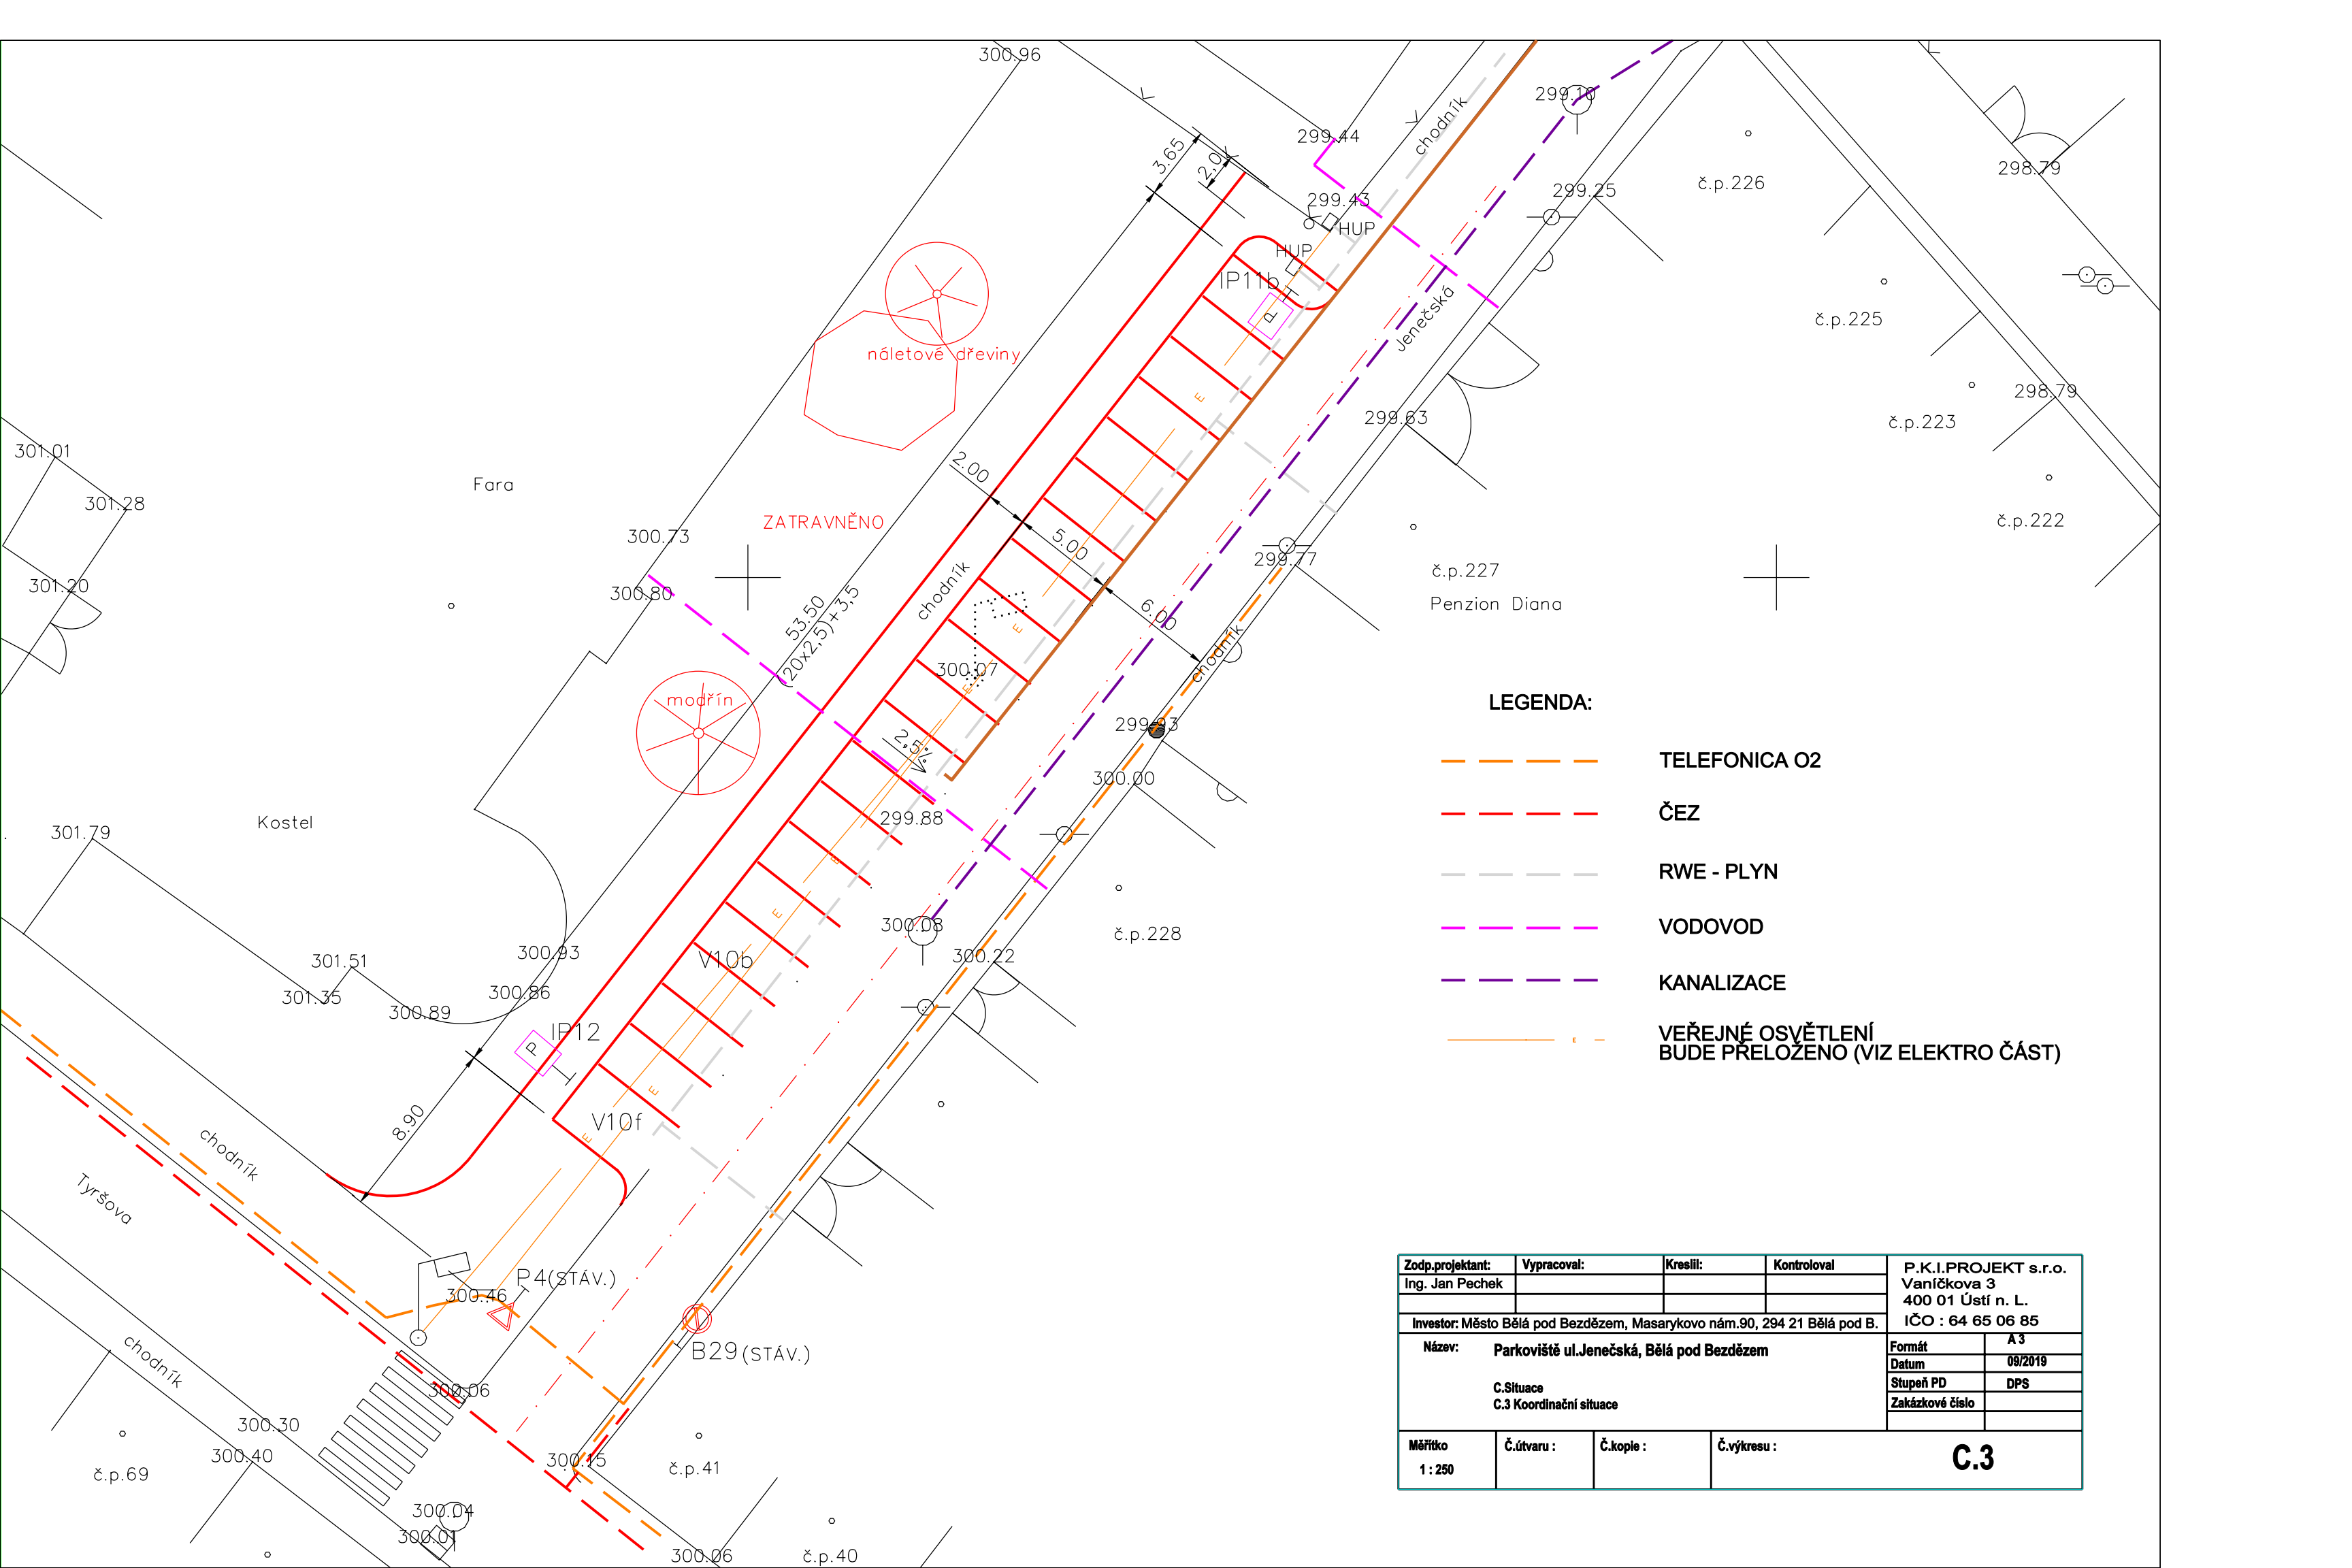 300.96
299.10
299.44
chodník
3.65
2,0
299.43
299.25
č.p.226
298.79
HUP
HUP
IP11b
P
Jenečská
č.p.225
náletové dřeviny
299.63
298.79
č.p.223
301.01
301.28
Fara
2.00
ZATRAVNĚNO
č.p.222
300.73
5.00
299.77
č.p.227
Penzion Diana
301.20
300.80
chodník
53.50
(20x2,5)+3,5
6.00
chodník
300.07
modřín
LEGENDA:
299.93
2,5%
TELEFONICA O2
300.00
ČEZ
299.88
Kostel
301.79
RWE - PLYN
300.08
VODOVOD
č.p.228
300.93
300.22
V10b
301.51
301.35
300.86
300.89
KANALIZACE
IP12
P
VEŘEJNÉ OSVĚTLENÍ
BUDE PŘELOŽENO (VIZ ELEKTRO ČÁST)
E
E
E
E
E
E
E
E
V10f
8.90
chodník
Tyršova
P4(STÁV.)
300.46
B29(STÁV.)
chodník
300.06
300.30
300.40
300.15
č.p.69
č.p.41
300.04
300.01
300.06
č.p.40
Zodp.projektant: Vypracoval: Kreslil: Kontroloval
Ing. Jan Pechek
P.K.I.PROJEKT s.r.o.
Vaníčkova 3
400 01 Ústí n. L.
IČO : 64 65 06 85
Investor: Město Bělá pod Bezdězem, Masarykovo nám.90, 294 21 Bělá pod B.
Název: Parkoviště ul.Jenečská, Bělá pod Bezdězem
C.Situace
C.3 Koordinační situace
Formát A 3
Datum 09/2019
Stupeň PD DPS
Zakázkové číslo
Měřítko
1 : 250
Č.útvaru :
Č.kopie :
Č.výkresu :
C.3